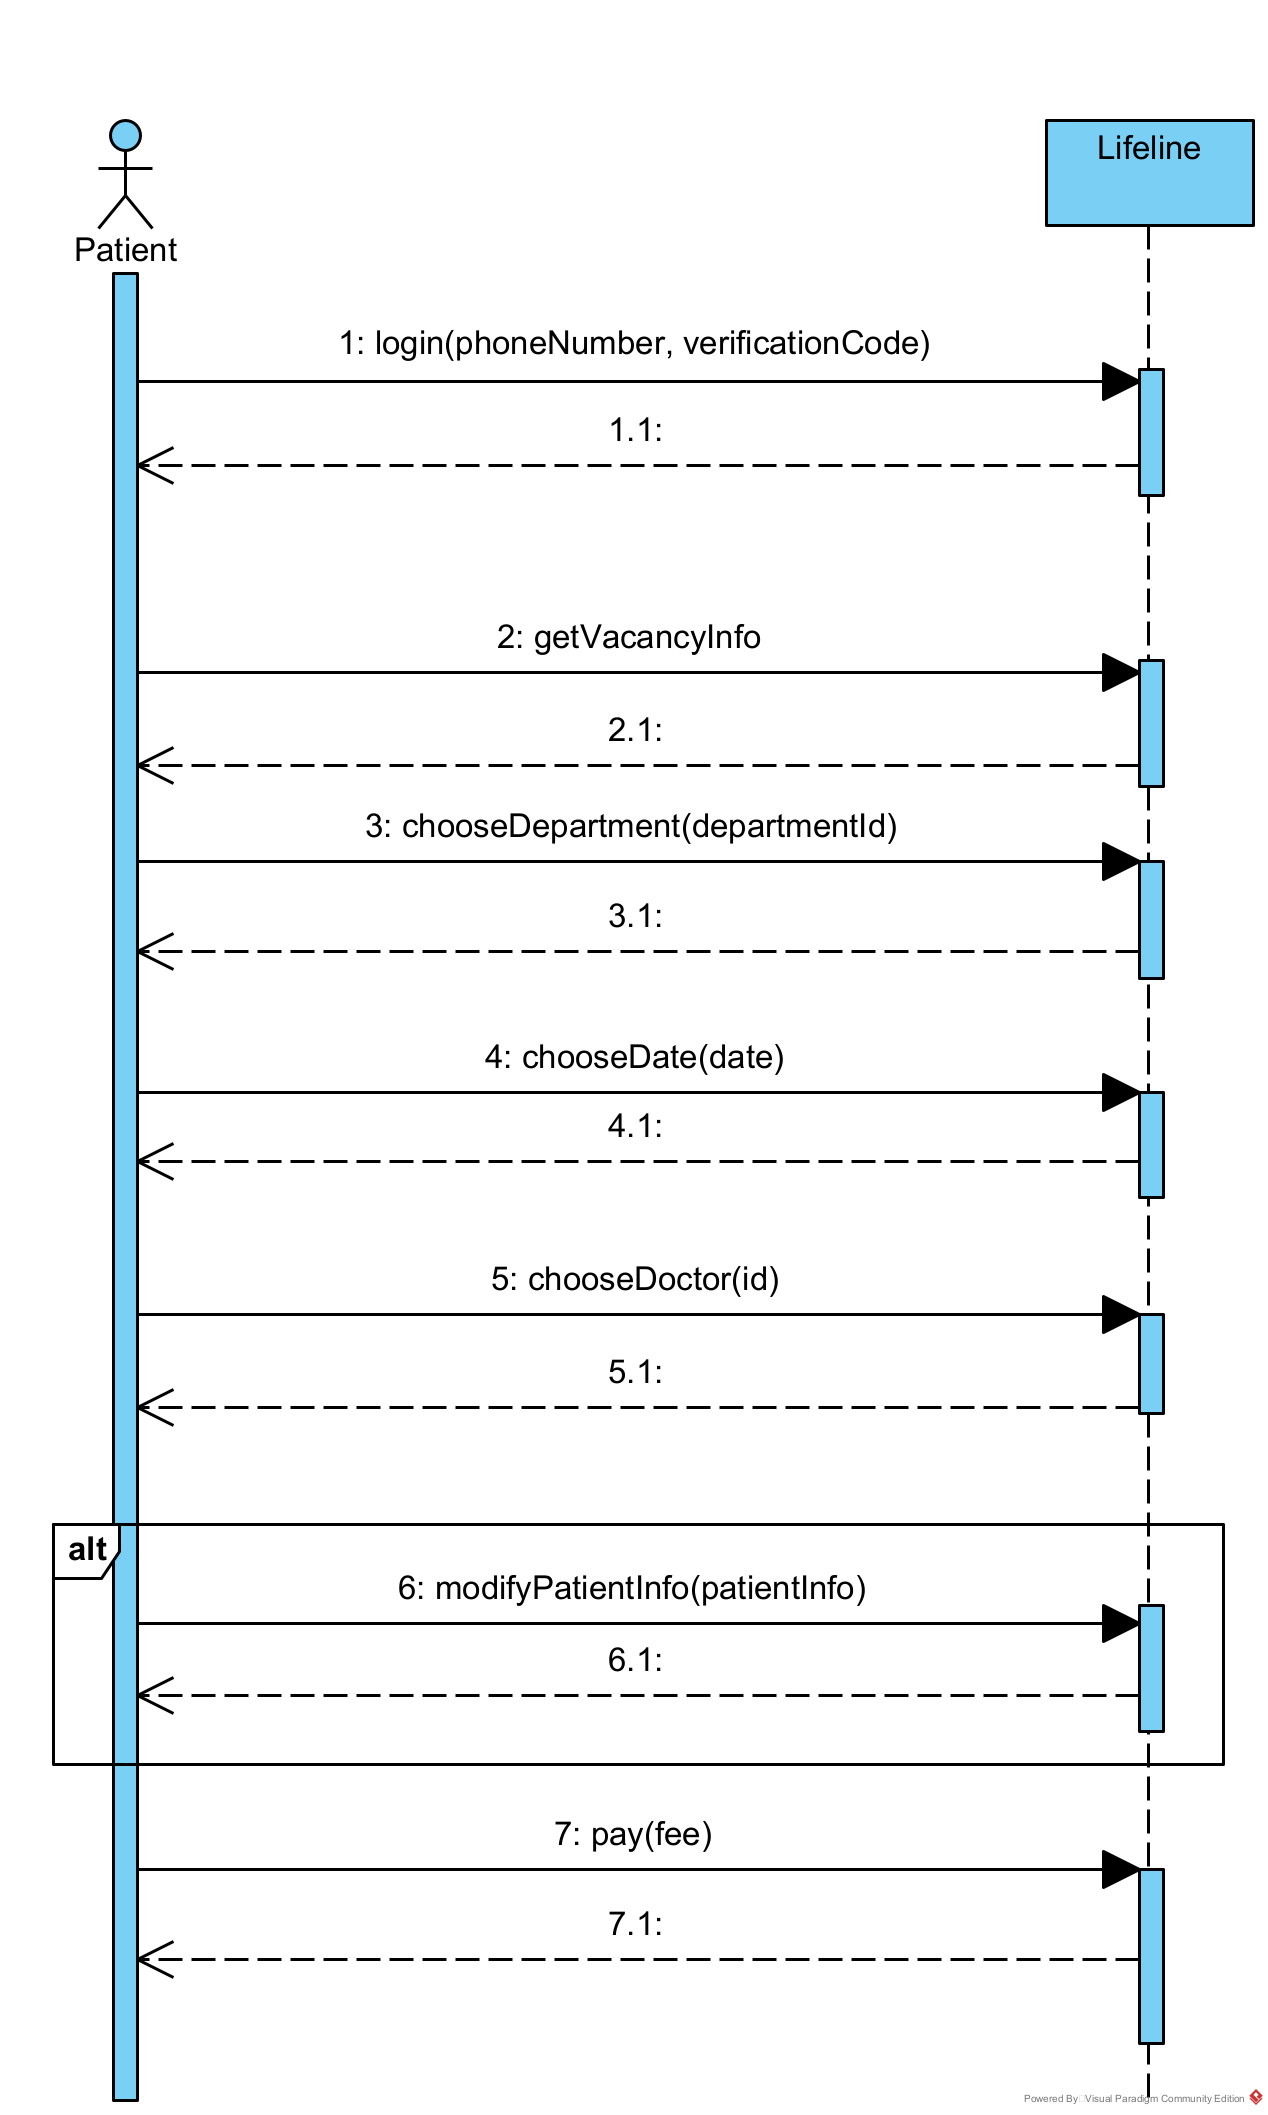 Lifeline
Patient
1: login(phoneNumber, verificationCode)
1.1:
2: getVacancyInfo
2.1:
3: chooseDepartment(departmentId)
3.1:
4: chooseDate(date)
4.1:
5: chooseDoctor(id)
5.1:
alt
6: modifyPatientInfo(patientInfo)
6.1:
7: pay(fee)
7.1:
Powered By Visual Paradigm Community Edition